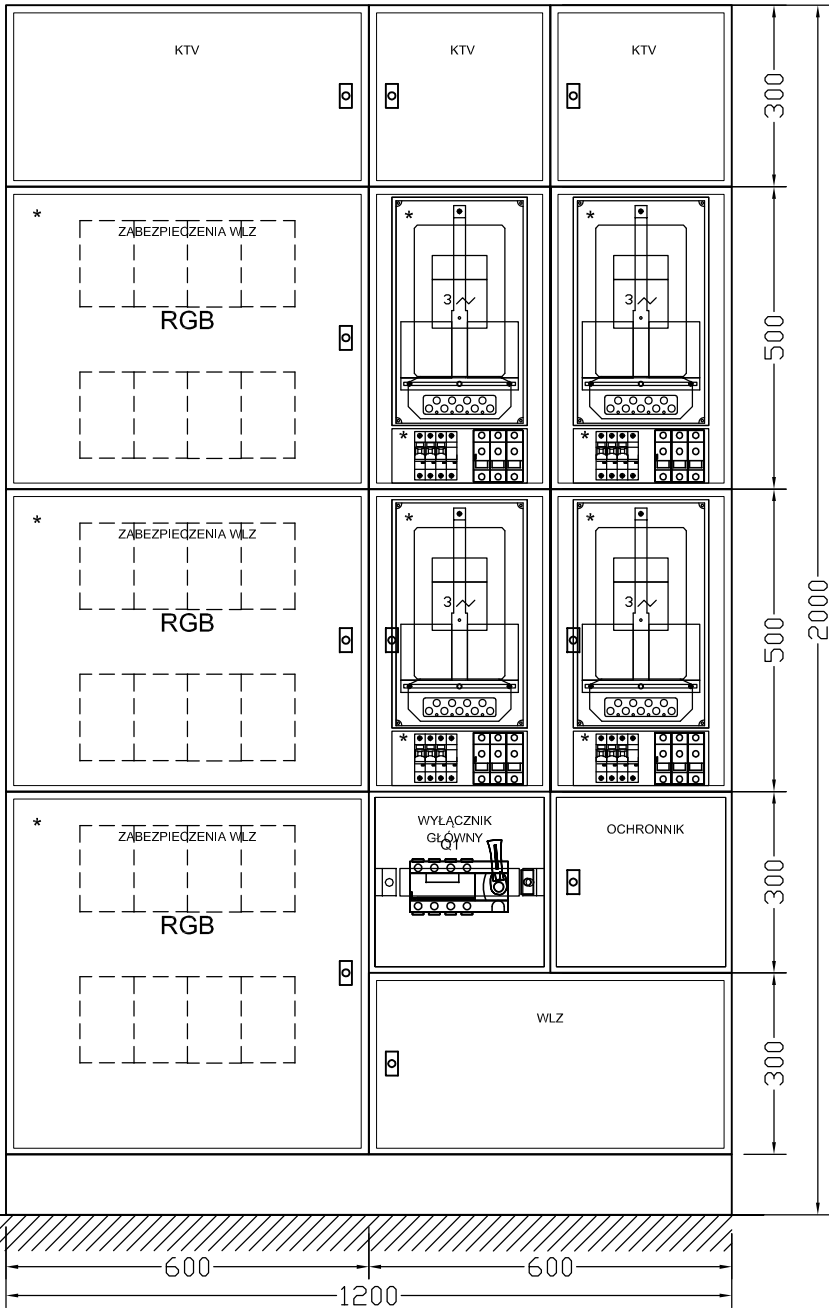 KTV
KTV
KTV
300
*
ZABEZPIECZENIA WLZ
RGB
*
3
*
*
3
*
500
*
ZABEZPIECZENIA WLZ
RGB
*
3
*
*
3
*
500
2000
*
ZABEZPIECZENIA WLZ
RGB
WYŁĄCZNIK
GŁÓWNY
Q1
OCHRONNIK
300
WLZ
300
600
600
1200